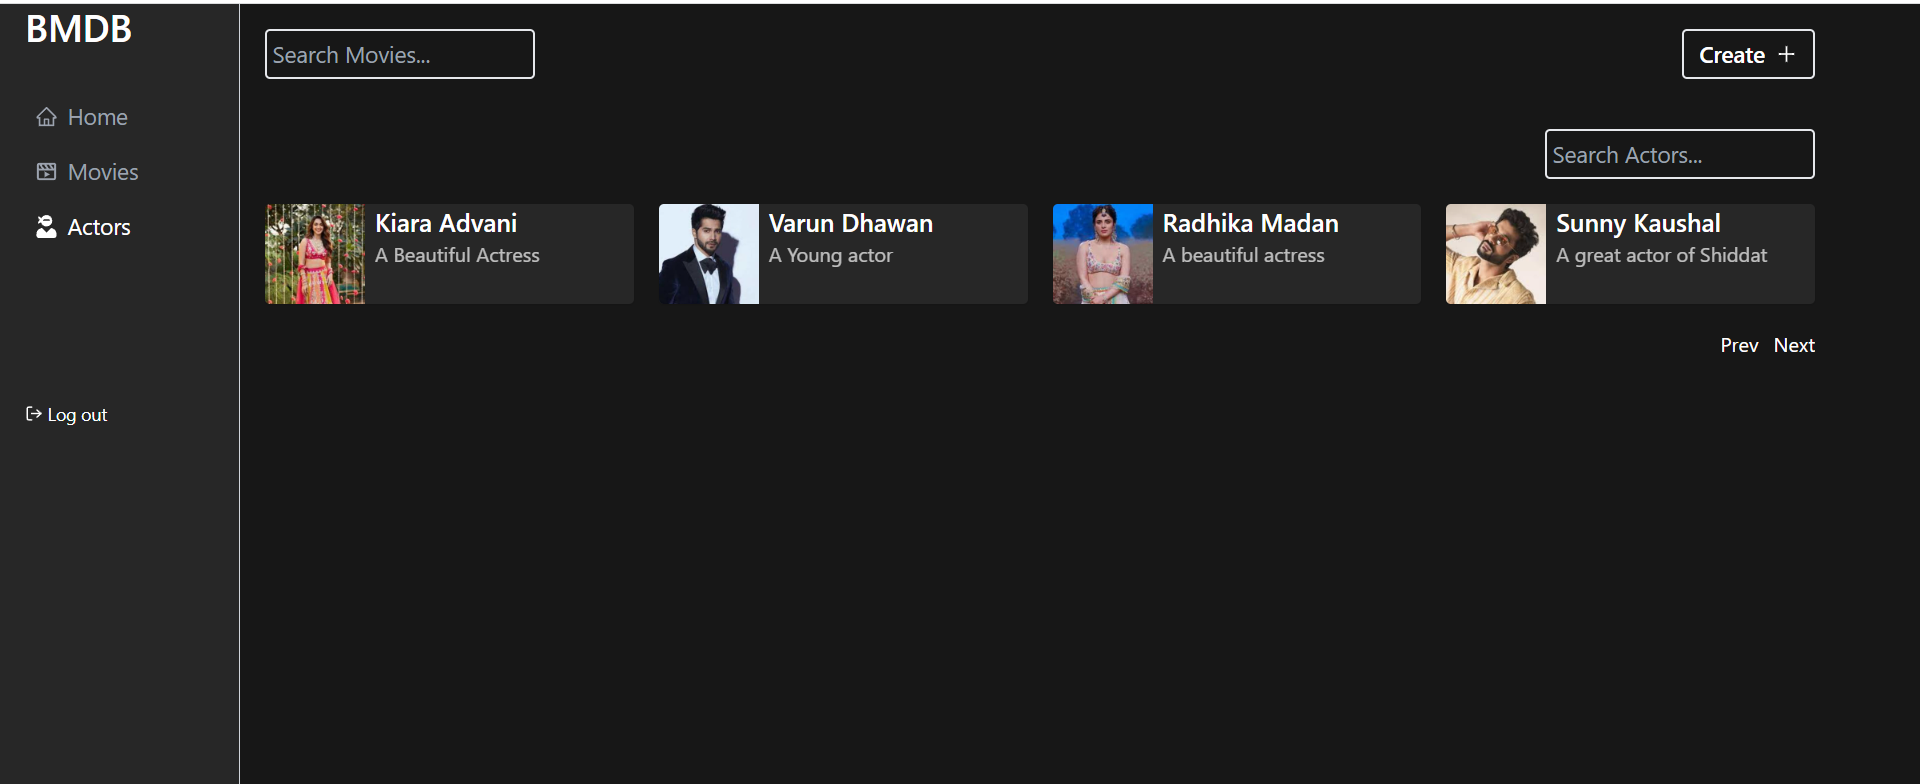 BMDB
Home
Movies
Actors
Log out
Search Movies...
Create +
Search Actors...
Kiara Advani
A Beautiful Actress
Varun Dhawan
A Young actor
Radhika Madan
A beautiful actress
Sunny Kaushal
A great actor of Shiddat
Prev Next